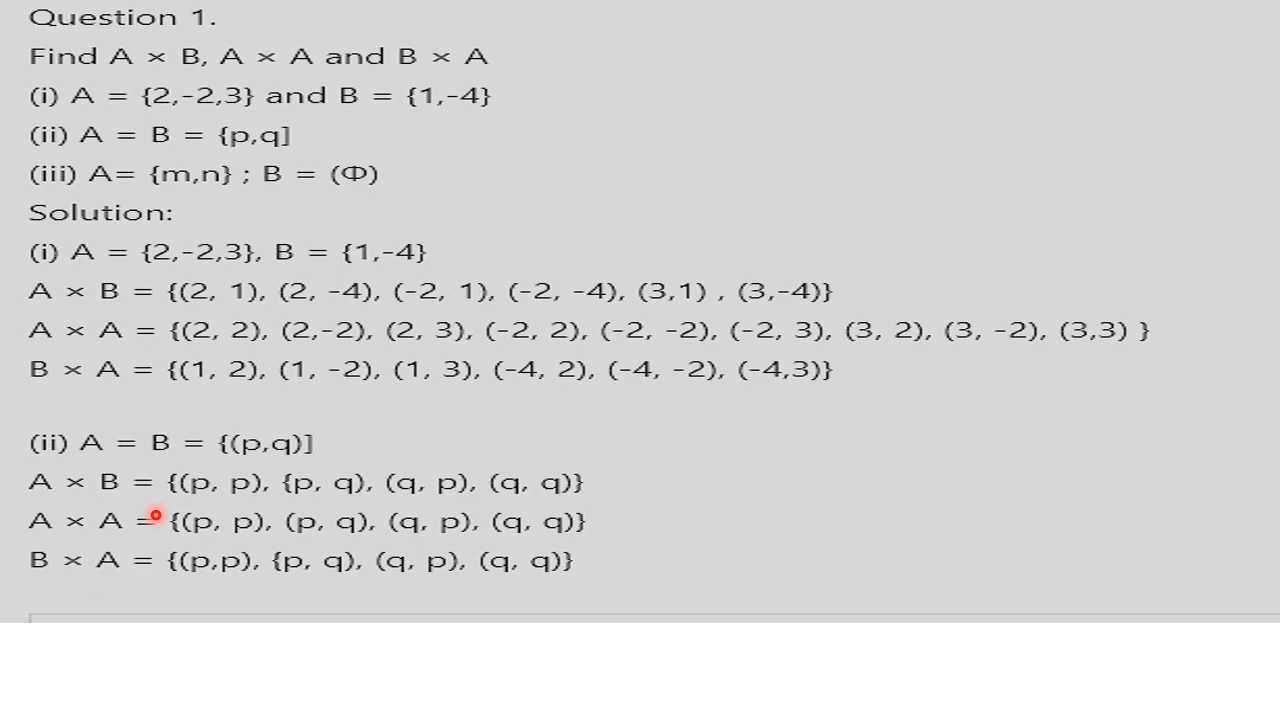 Question 1.
Find A × B, A × A and B × A
(i) A = {2,-2,3} and B = {1,-4}
(ii) A = B = {p,q]
(iii) A= {m,n} ; B = (Φ)
Solution:
(i) A = {2,-2,3}, B = {1,-4}
A × B = {(2, 1), (2, -4), (-2, 1), (-2, -4), (3,1) , (3,-4)}
A × A = {(2, 2), (2,-2), (2, 3), (-2, 2), (-2, -2), (-2, 3), (3, 2), (3, -2), (3,3) }
B × A = {(1, 2), (1, -2), (1, 3), (-4, 2), (-4, -2), (-4,3)}
(ii) A = B = {(p,q)]
A × B = {(p, p), {p, q), (q, p), (q, q)}
A × A = {(p, p), (p, q), (q, p), (q, q)}
B × A = {(p,p), {p, q), (q, p), (q, q)}